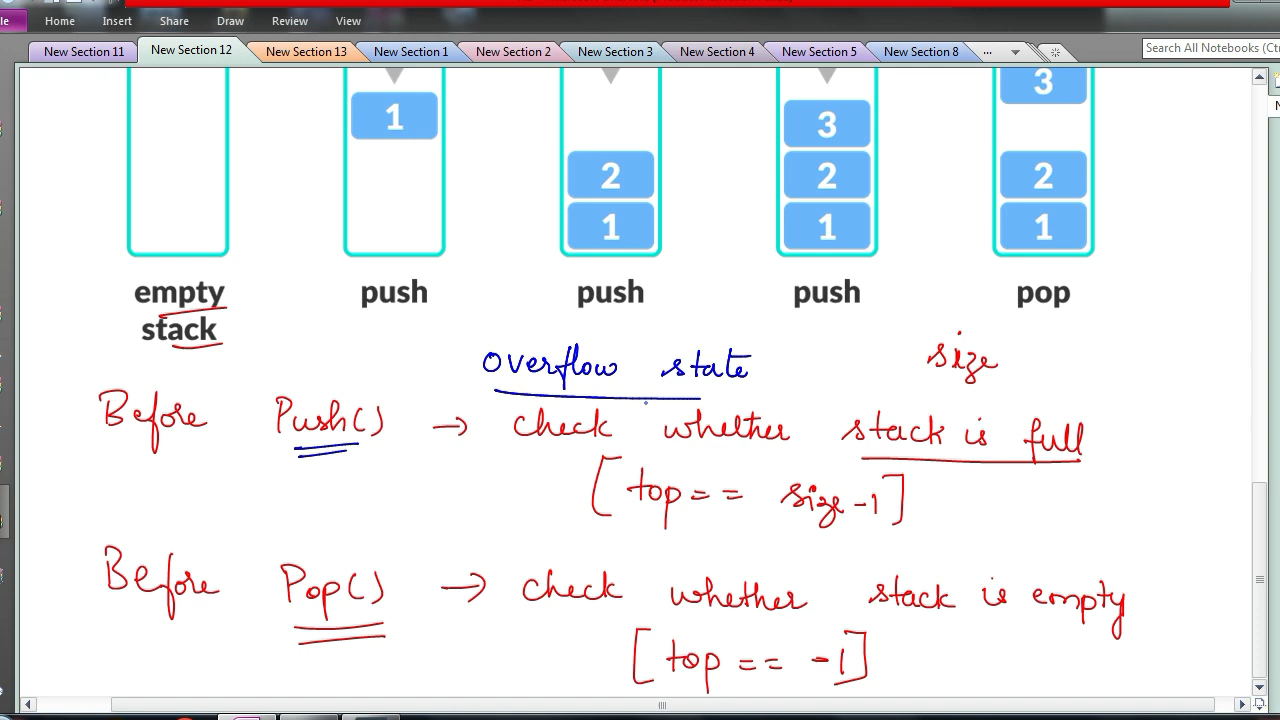 Home Insert Share Draw Review View
New Section 11 New Section 12 New Section 13 New Section 1 New Section 2 New Section 3 New Section 4 New Section 5 New Section 8 ... Search All Notebooks (Ctr
1 3 3
2 2 2
1 1 1
empty push push push pop
stack
overflow state size
Before Push() → check whether stack is full
[top == size-1]
Before Pop() → check whether stack is empty
[top == -1]